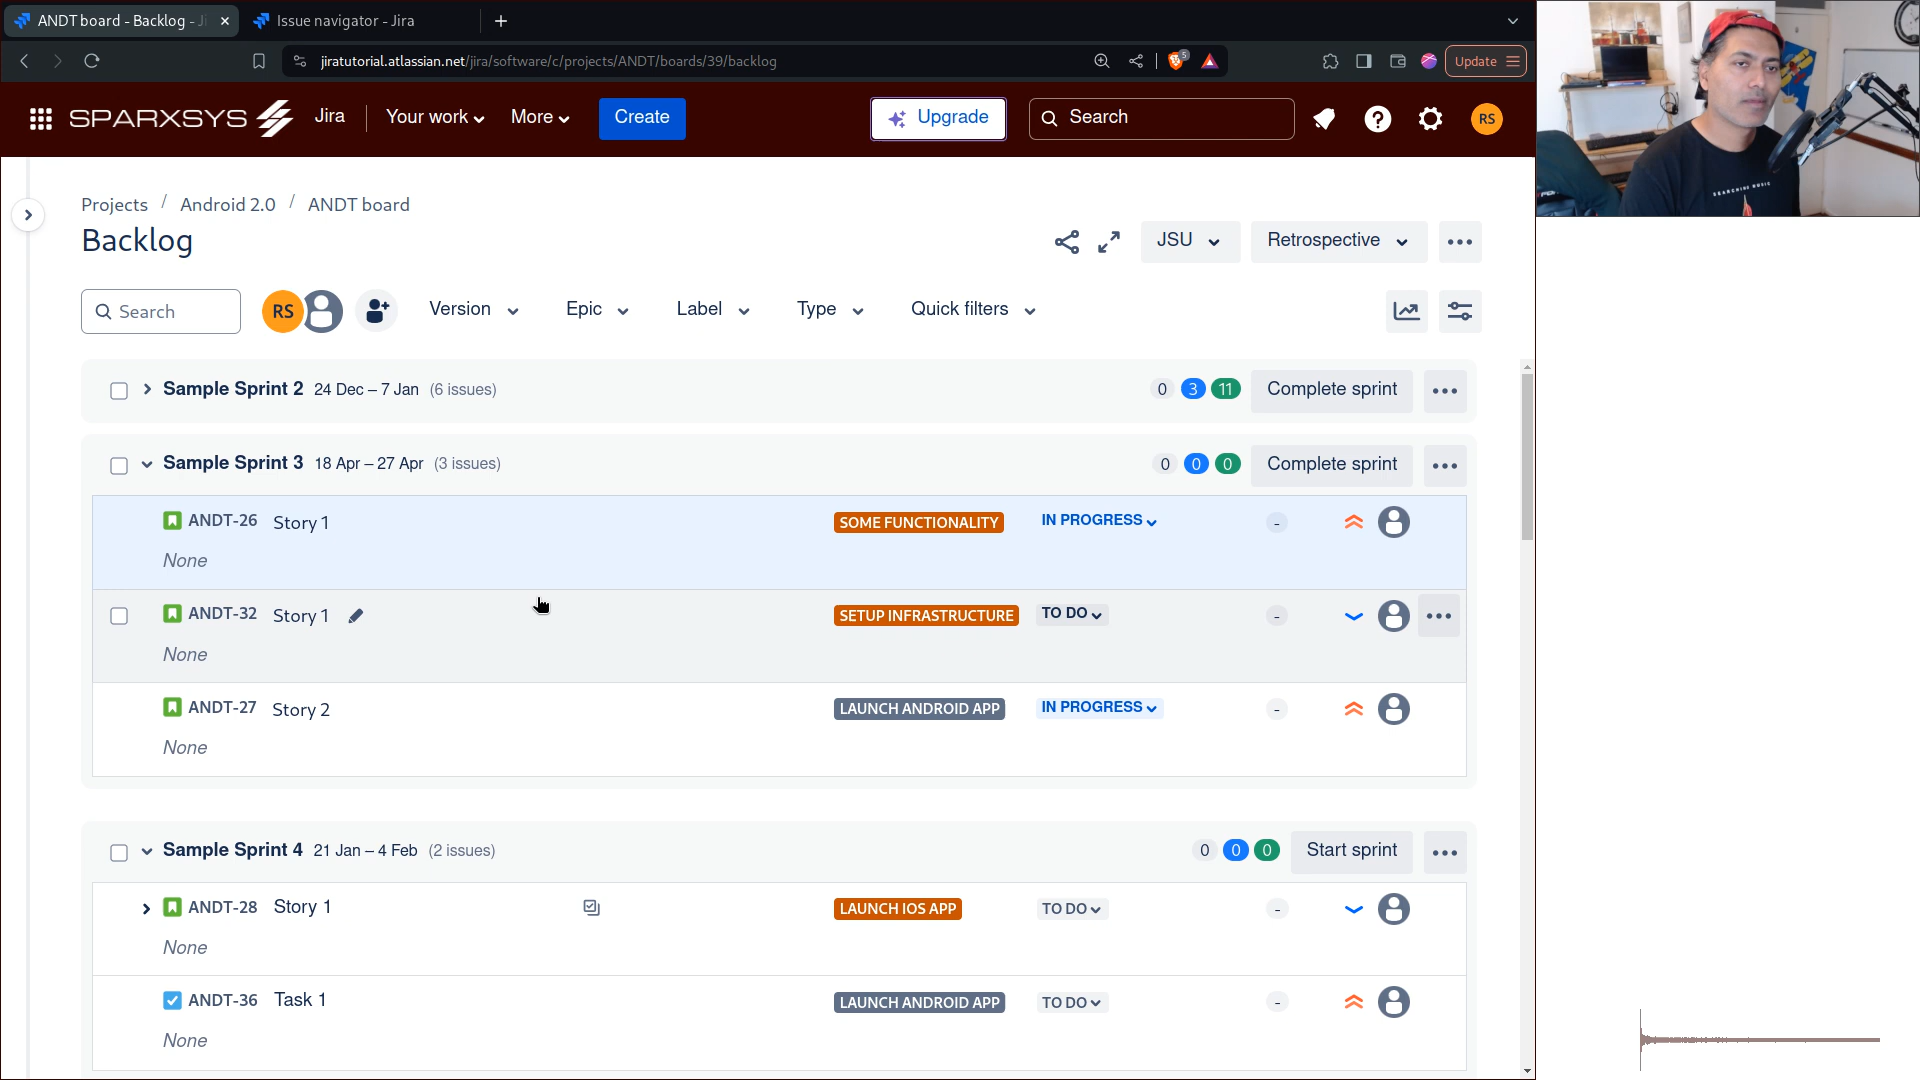 ANDT board - Backlog - Ji
Issue navigator - Jira
jiratutorial.atlassian.net/jira/software/c/projects/ANDT/boards/39/backlog
5
Update
SPARXSYS
Jira
Your work
More
Create
Upgrade
Search
RS
Projects / Android 2.0 / ANDT board
Backlog
JSU
Retrospective
Search
RS
Version
Epic
Label
Type
Quick filters
Sample Sprint 2 24 Dec – 7 Jan (6 issues)
0 3 11
Complete sprint
Sample Sprint 3 18 Apr – 27 Apr (3 issues)
0 0 0
Complete sprint
ANDT-26 Story 1
SOME FUNCTIONALITY
IN PROGRESS
-
None
ANDT-32 Story 1
SETUP INFRASTRUCTURE
TO DO
-
None
ANDT-27 Story 2
LAUNCH ANDROID APP
IN PROGRESS
-
None
Sample Sprint 4 21 Jan – 4 Feb (2 issues)
0 0 0
Start sprint
ANDT-28 Story 1
LAUNCH IOS APP
TO DO
-
None
ANDT-36 Task 1
LAUNCH ANDROID APP
TO DO
-
None